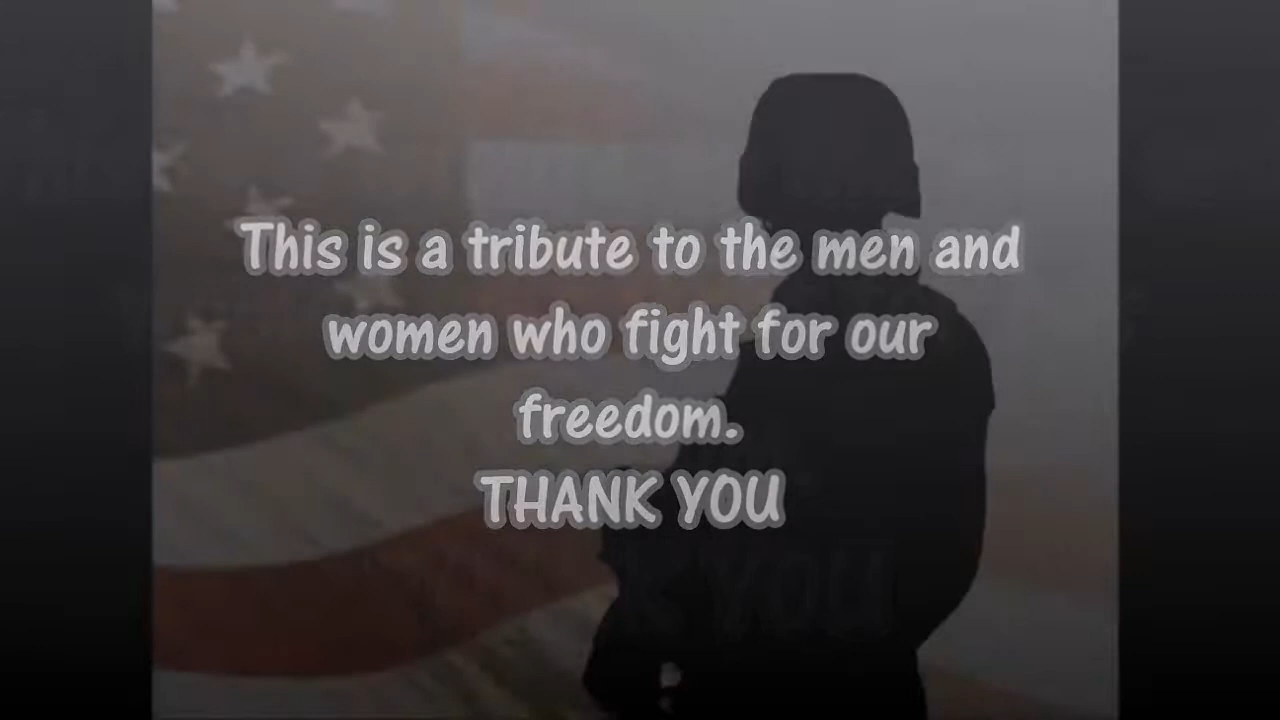 This is a tribute to the men and
women who fight for our
freedom.
THANK YOU